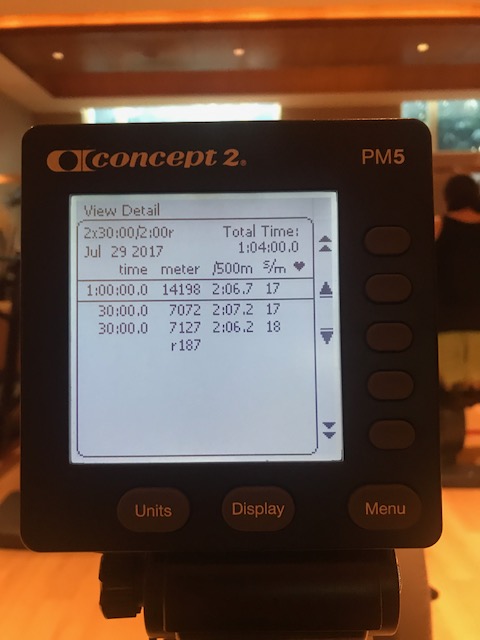 concept 2®
PM5
View Detail
2x30:00/2:00r Total Time:
Jul 29 2017 1:04:00.0
time meter /500m s/m ♥
1:00:00.0 14198 2:06.7 17
30:00.0 7072 2:07.2 17
30:00.0 7127 2:06.2 18
r187
Units Display Menu